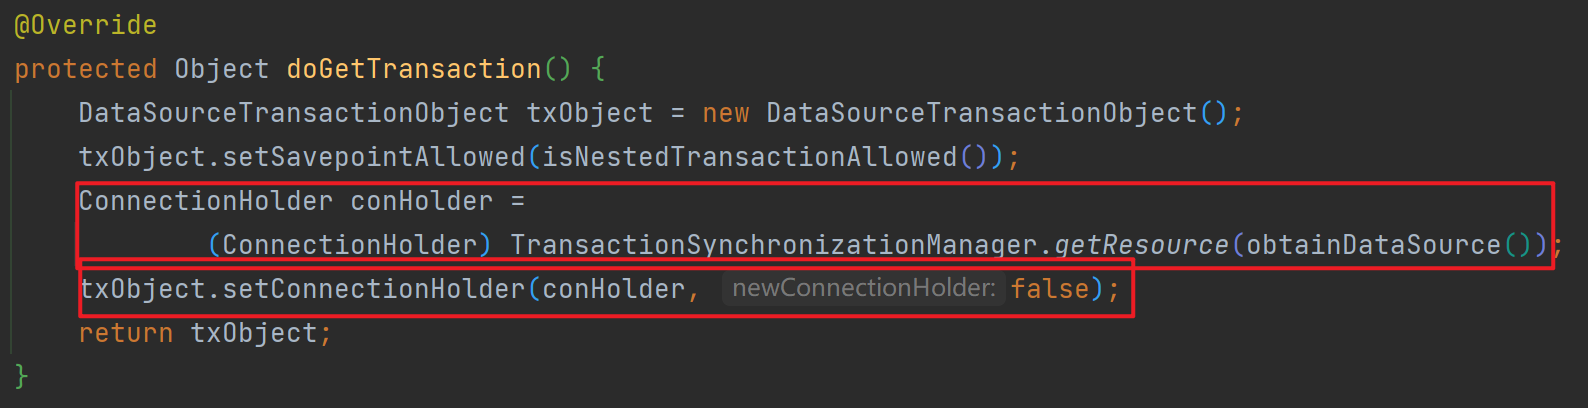 @Override
protected Object doGetTransaction() {
    DataSourceTransactionObject txObject = new DataSourceTransactionObject();
    txObject.setSavepointAllowed(isNestedTransactionAllowed());
    ConnectionHolder conHolder =
            (ConnectionHolder) TransactionSynchronizationManager.getResource(obtainDataSource());
    txObject.setConnectionHolder(conHolder, newConnectionHolder: false);
    return txObject;
}